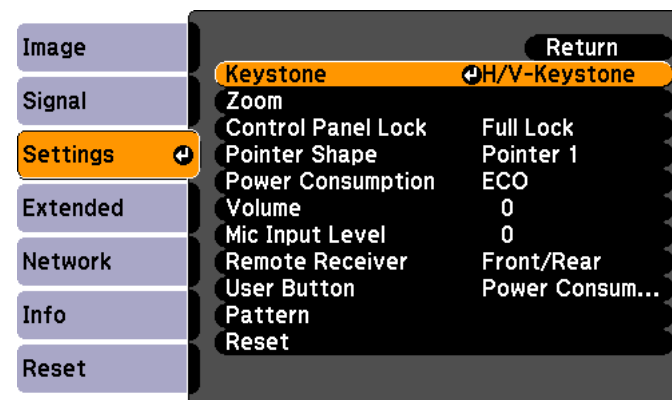 Image
Signal
Settings
Extended
Network
Info
Reset
Return
Keystone H/V-Keystone
Zoom
Control Panel Lock Full Lock
Pointer Shape Pointer 1
Power Consumption ECO
Volume 0
Mic Input Level 0
Remote Receiver Front/Rear
User Button Power Consum...
Pattern
Reset